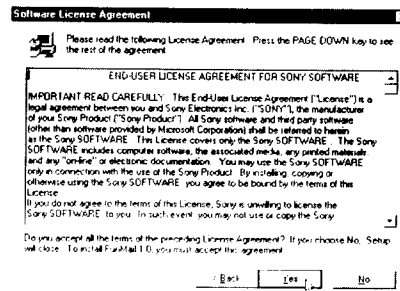 Software License Agreement
Please read the following License Agreement. Press the PAGE DOWN key to see
the rest of the agreement.
END-USER LICENSE AGREEMENT FOR SONY SOFTWARE
IMPORTANT READ CAREFULLY: This End-User License Agreement ("License") is a
legal agreement between you and Sony Electronics Inc. ("SONY"), the manufacturer
of your Sony Product ("Sony Product"). All Sony software and third party software
(other than software provided by Microsoft Corporation) shall be referred to herein
as the Sony SOFTWARE. This License covers only the Sony SOFTWARE. The Sony
SOFTWARE includes computer software, the associated media, any printed materials
and any "on-line" or electronic documentation. You may use the Sony SOFTWARE
only in connection with the use of the Sony Product. By installing, copying or
otherwise using the Sony SOFTWARE you agree to be bound by the terms of this
License
If you do not agree to the terms of this License, Sony is unwilling to license the
Sony SOFTWARE to you. In such event, you may not use or copy the Sony
Do you accept all the terms of the preceding License Agreement? If you choose No, Setup
will close. To install FunMail 1.0, you must accept this agreement.
< Back
Yes
No